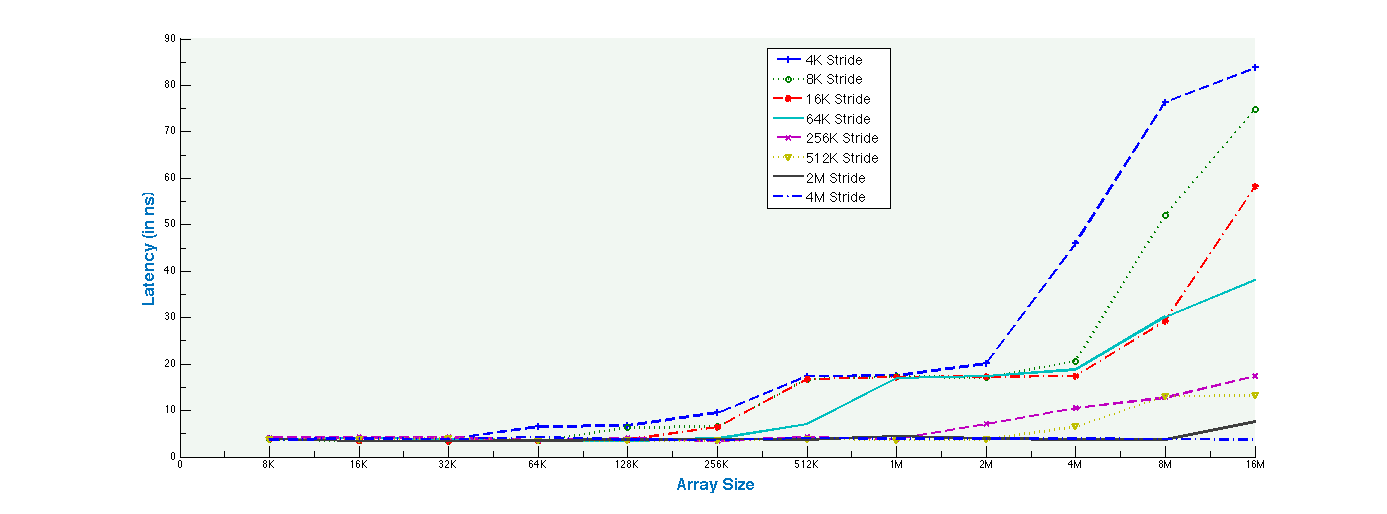 90
80
70
60
50
40
30
20
10
0
Latency (in ns)
4K Stride
8K Stride
16K Stride
64K Stride
256K Stride
512K Stride
2M Stride
4M Stride
0 8K 16K 32K 64K 128K 256K 512K 1M 2M 4M 8M 16M
Array Size